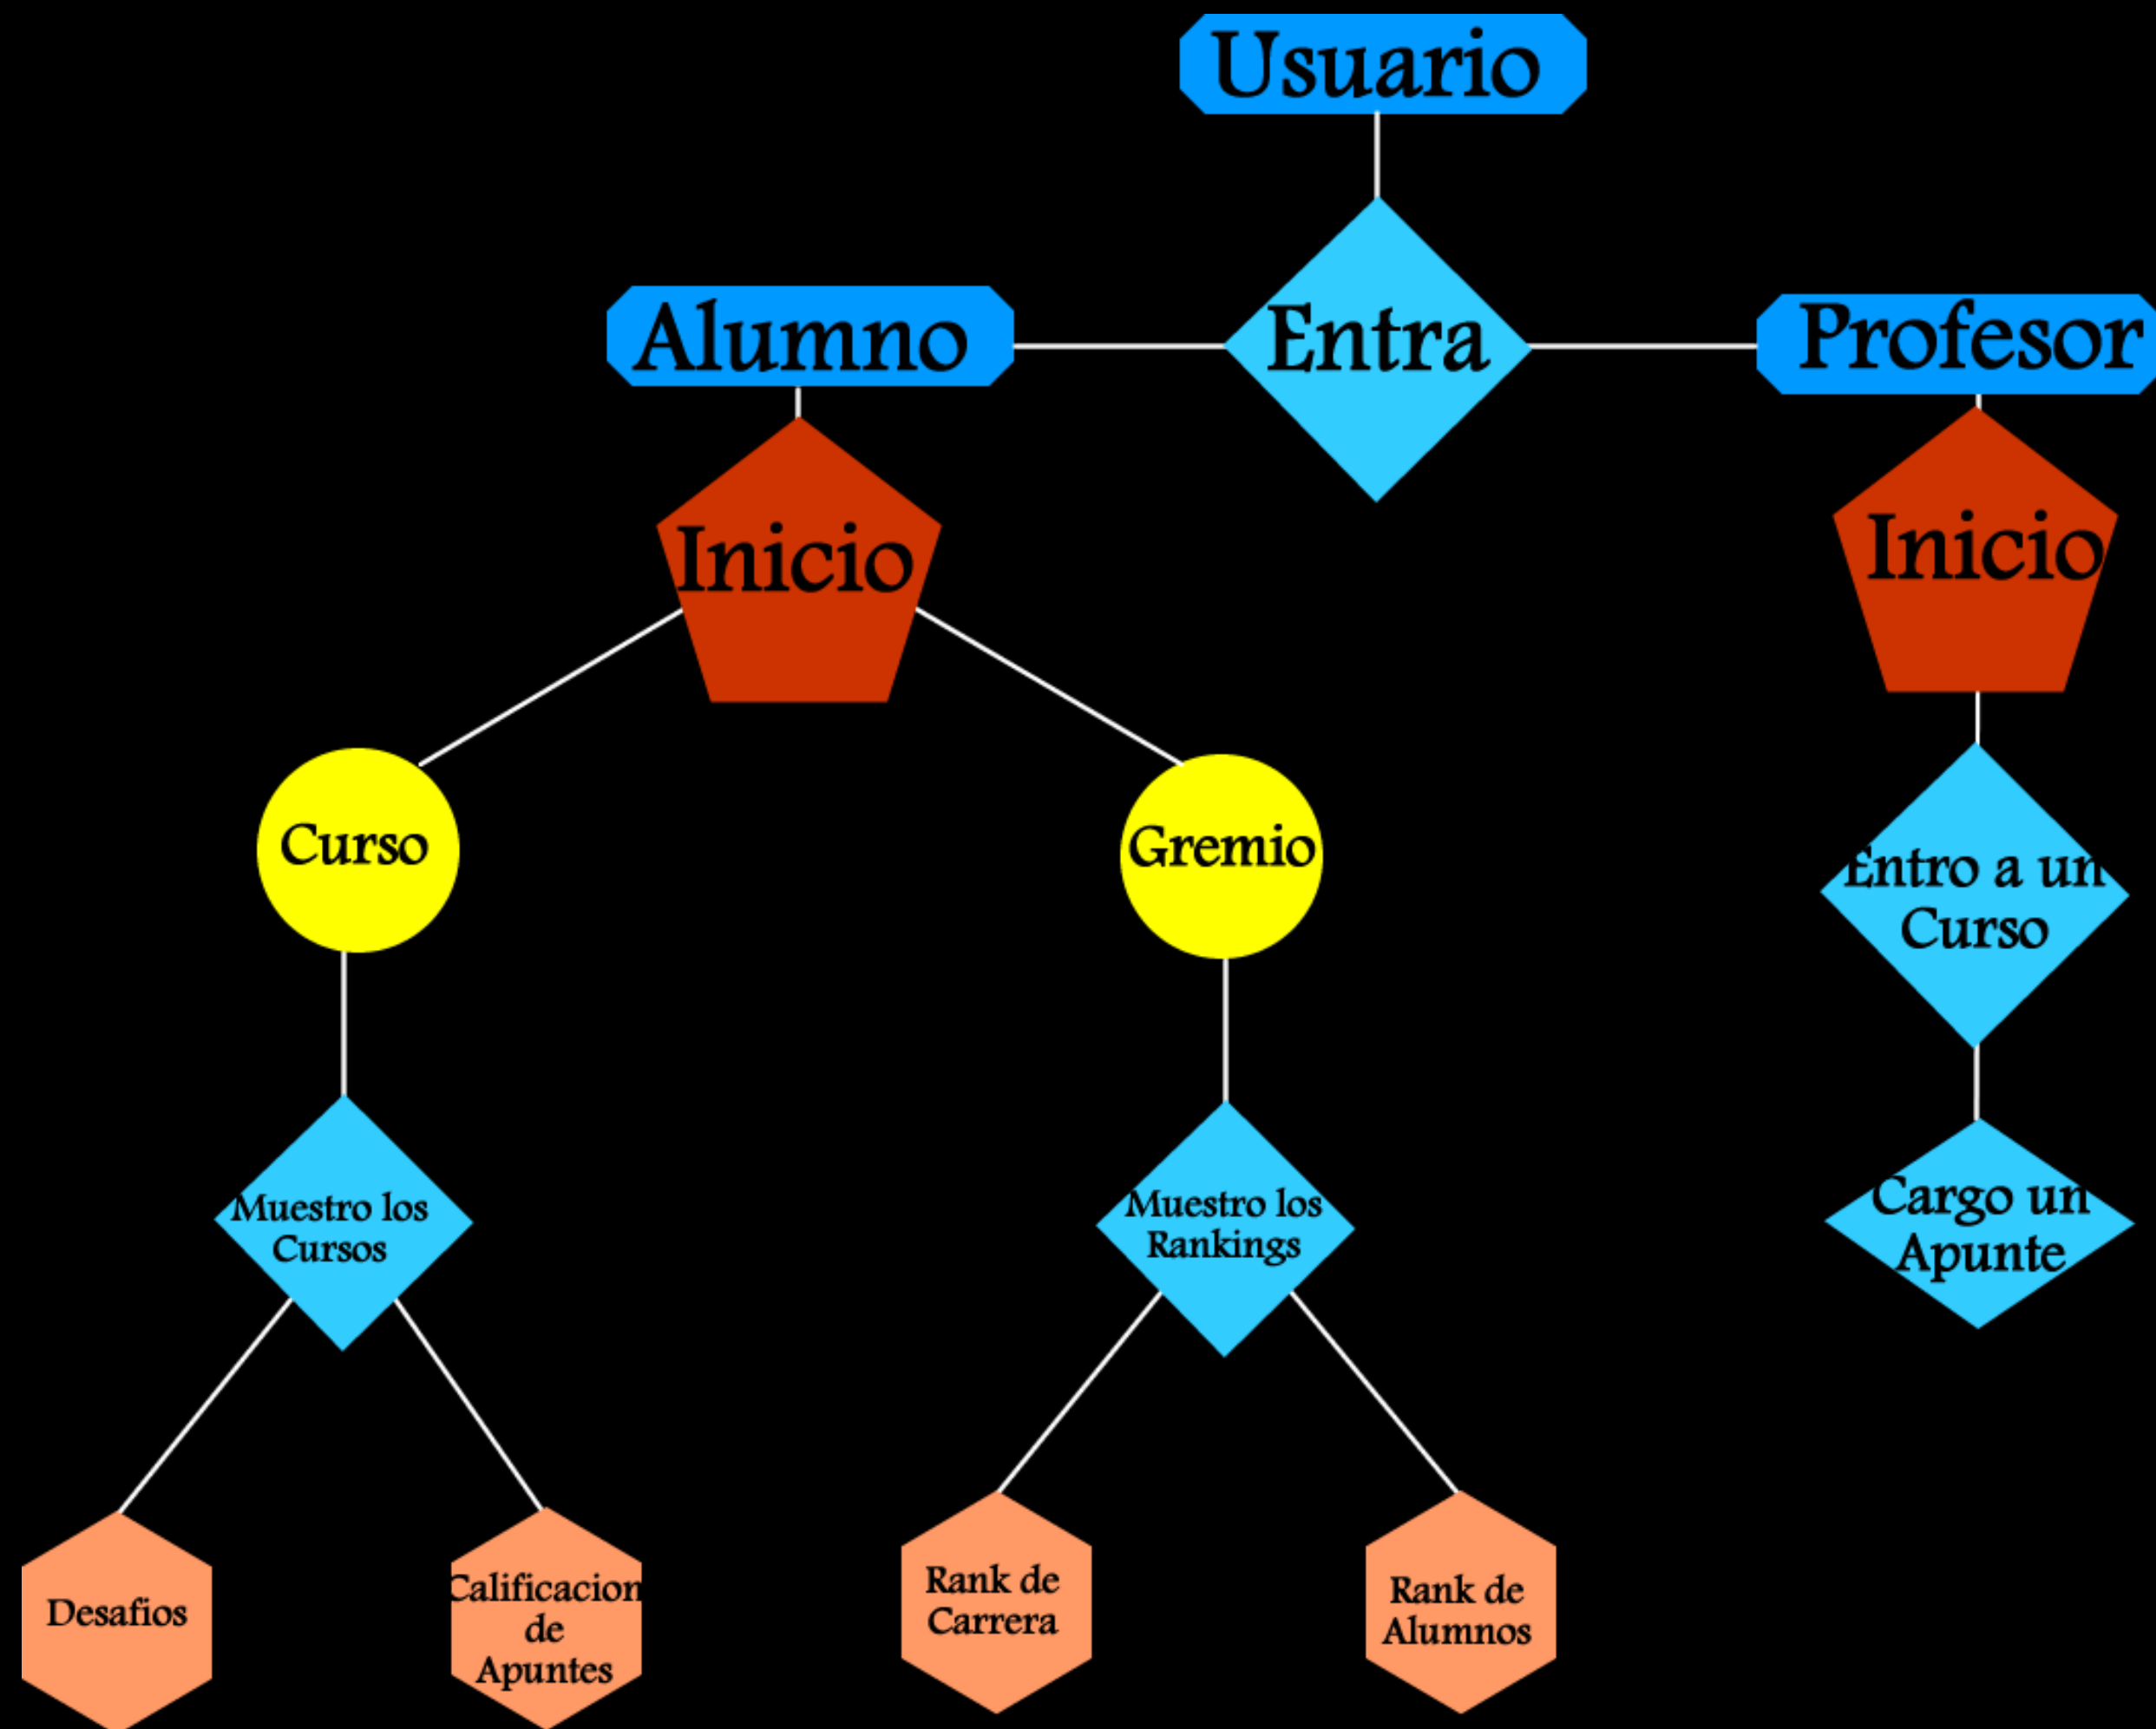 Usuario
Alumno
Entra
Profesor
Inicio
Inicio
Curso
Gremio
Entro a un
Curso
Muestro los
Cursos
Muestro los
Rankings
Cargo un
Apunte
Desafios
Calificacion
de
Apuntes
Rank de
Carrera
Rank de
Alumnos